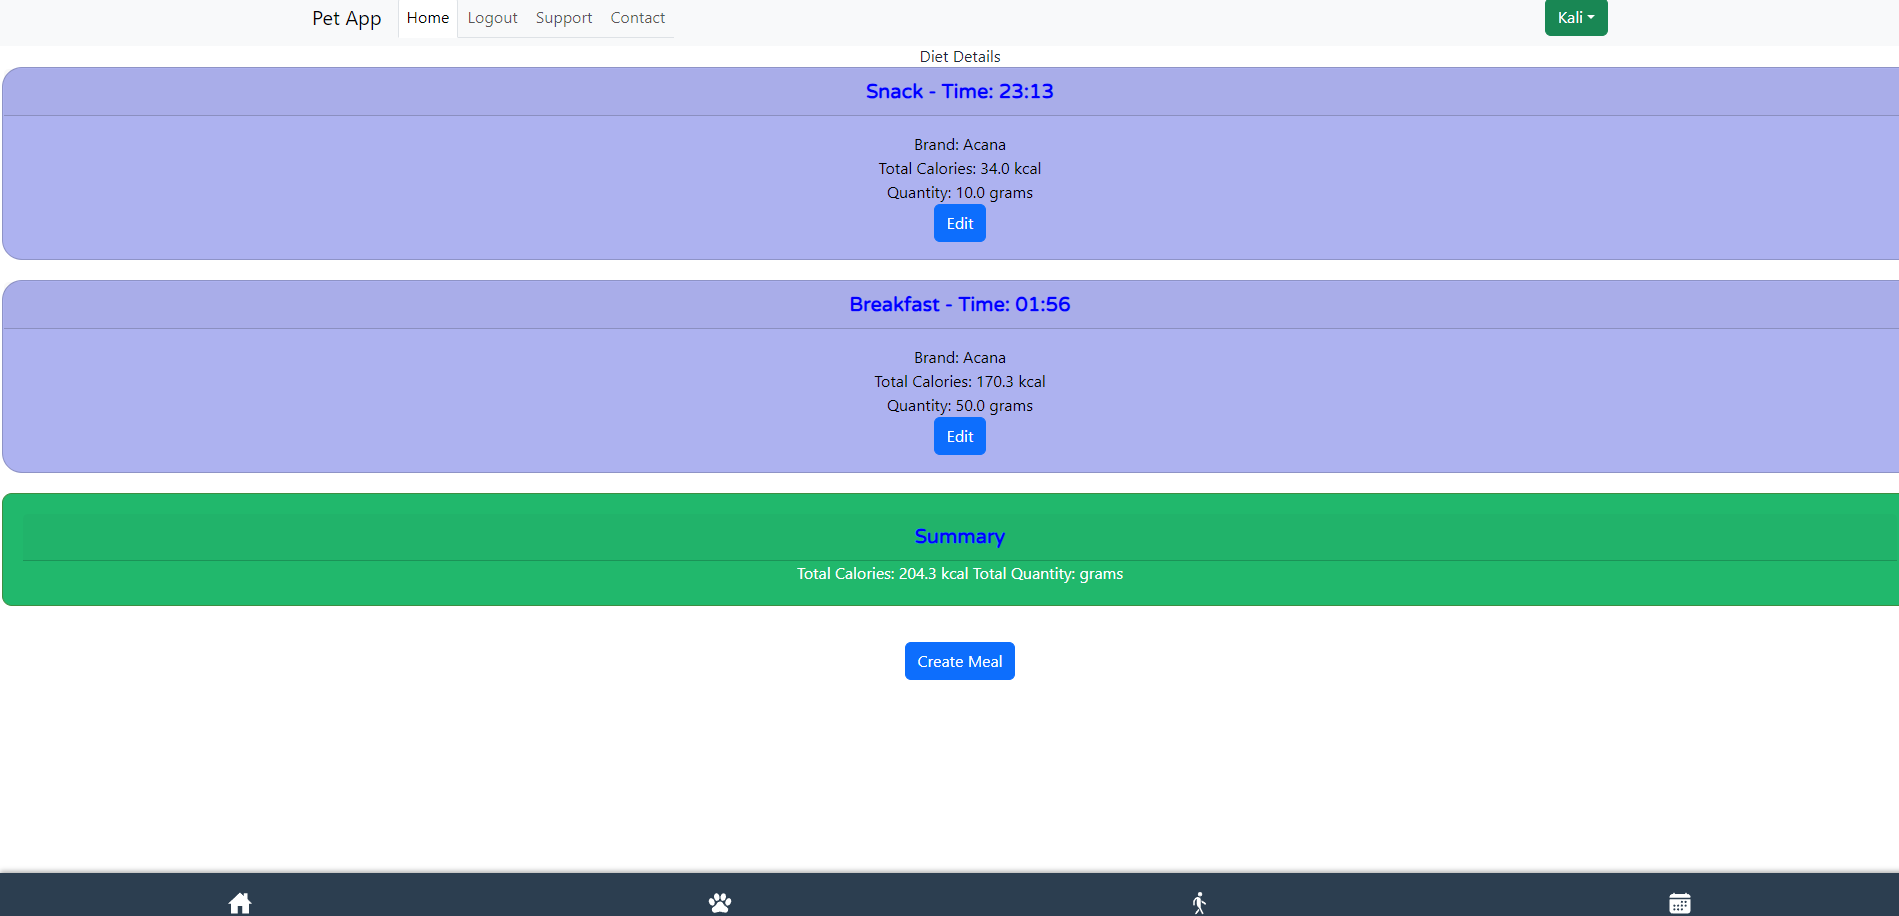 Pet App Home Logout Support Contact Kali
Diet Details
Snack - Time: 23:13
Brand: Acana
Total Calories: 34.0 kcal
Quantity: 10.0 grams
Edit
Breakfast - Time: 01:56
Brand: Acana
Total Calories: 170.3 kcal
Quantity: 50.0 grams
Edit
Summary
Total Calories: 204.3 kcal Total Quantity: grams
Create Meal